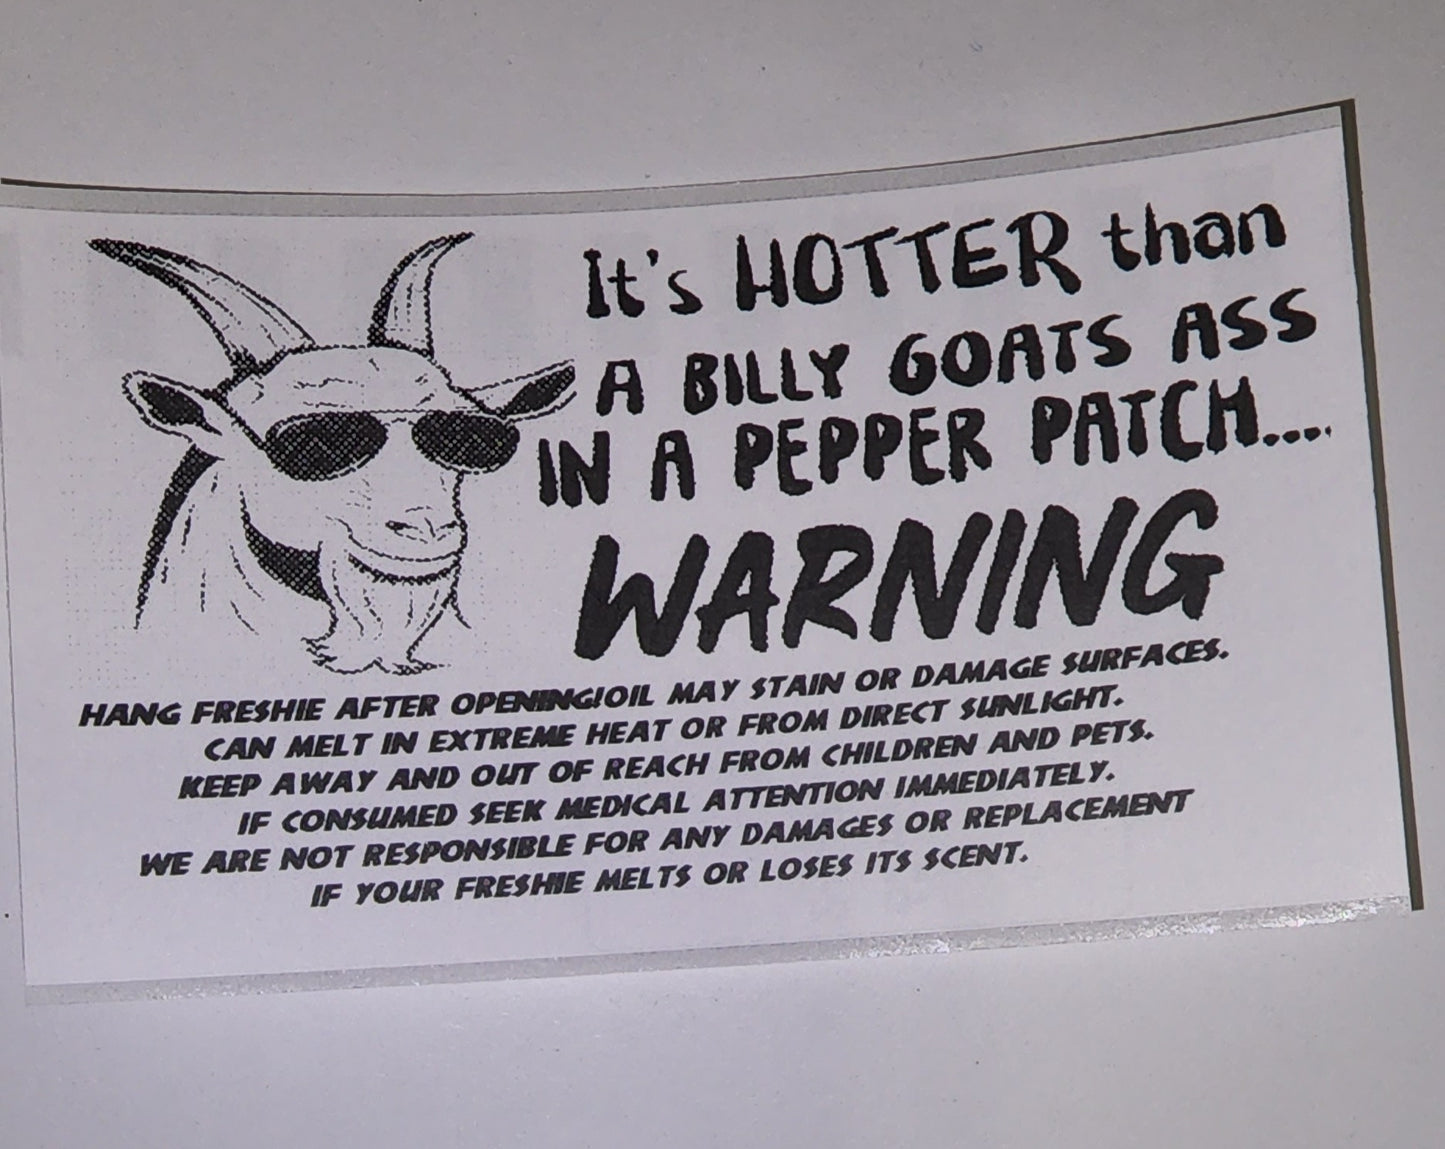 It's HOTTER than
A BILLY GOATS ASS
IN A PEPPER PATCH....
WARNING
HANG FRESHIE AFTER OPENING!OIL MAY STAIN OR DAMAGE SURFACES.
CAN MELT IN EXTREME HEAT OR FROM DIRECT SUNLIGHT.
KEEP AWAY AND OUT OF REACH FROM CHILDREN AND PETS.
IF CONSUMED SEEK MEDICAL ATTENTION IMMEDIATELY.
WE ARE NOT RESPONSIBLE FOR ANY DAMAGES OR REPLACEMENT
IF YOUR FRESHIE MELTS OR LOSES ITS SCENT.